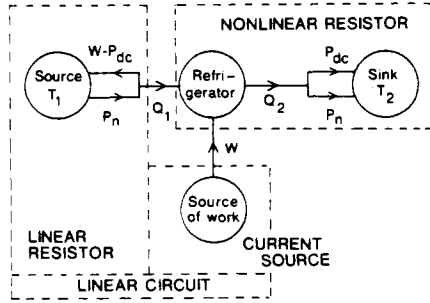 NONLINEAR RESISTOR
W-Pdc
Source
T1
Pn
Q1
Refri-
gerator
Q2
Pdc
Pn
Sink
T2
W
Source
of work
LINEAR
RESISTOR
CURRENT
SOURCE
LINEAR CIRCUIT